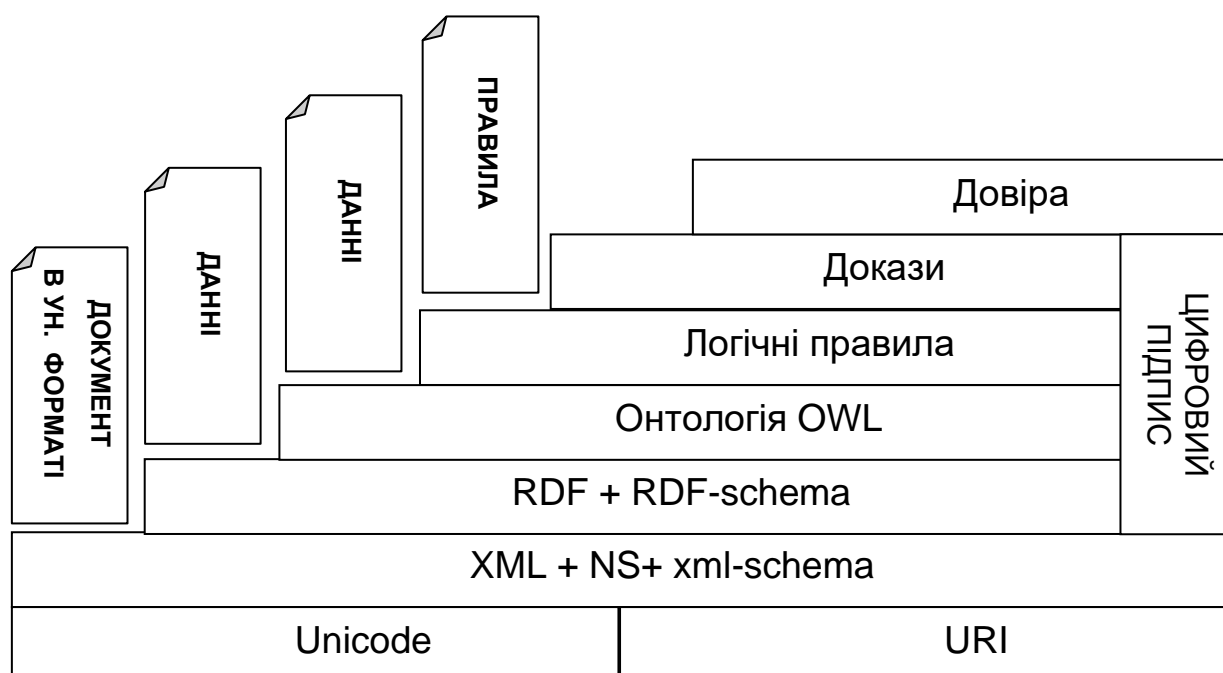 ПРАВИЛА
ДАННІ
ДАННІ
ДОКУМЕНТ
В УН. ФОРМАТІ
Довіра
Докази
Логічні правила
Онтологія OWL
RDF + RDF-schema
ЦИФРОВИЙ
ПІДПИС
XML + NS+ xml-schema
Unicode
URI